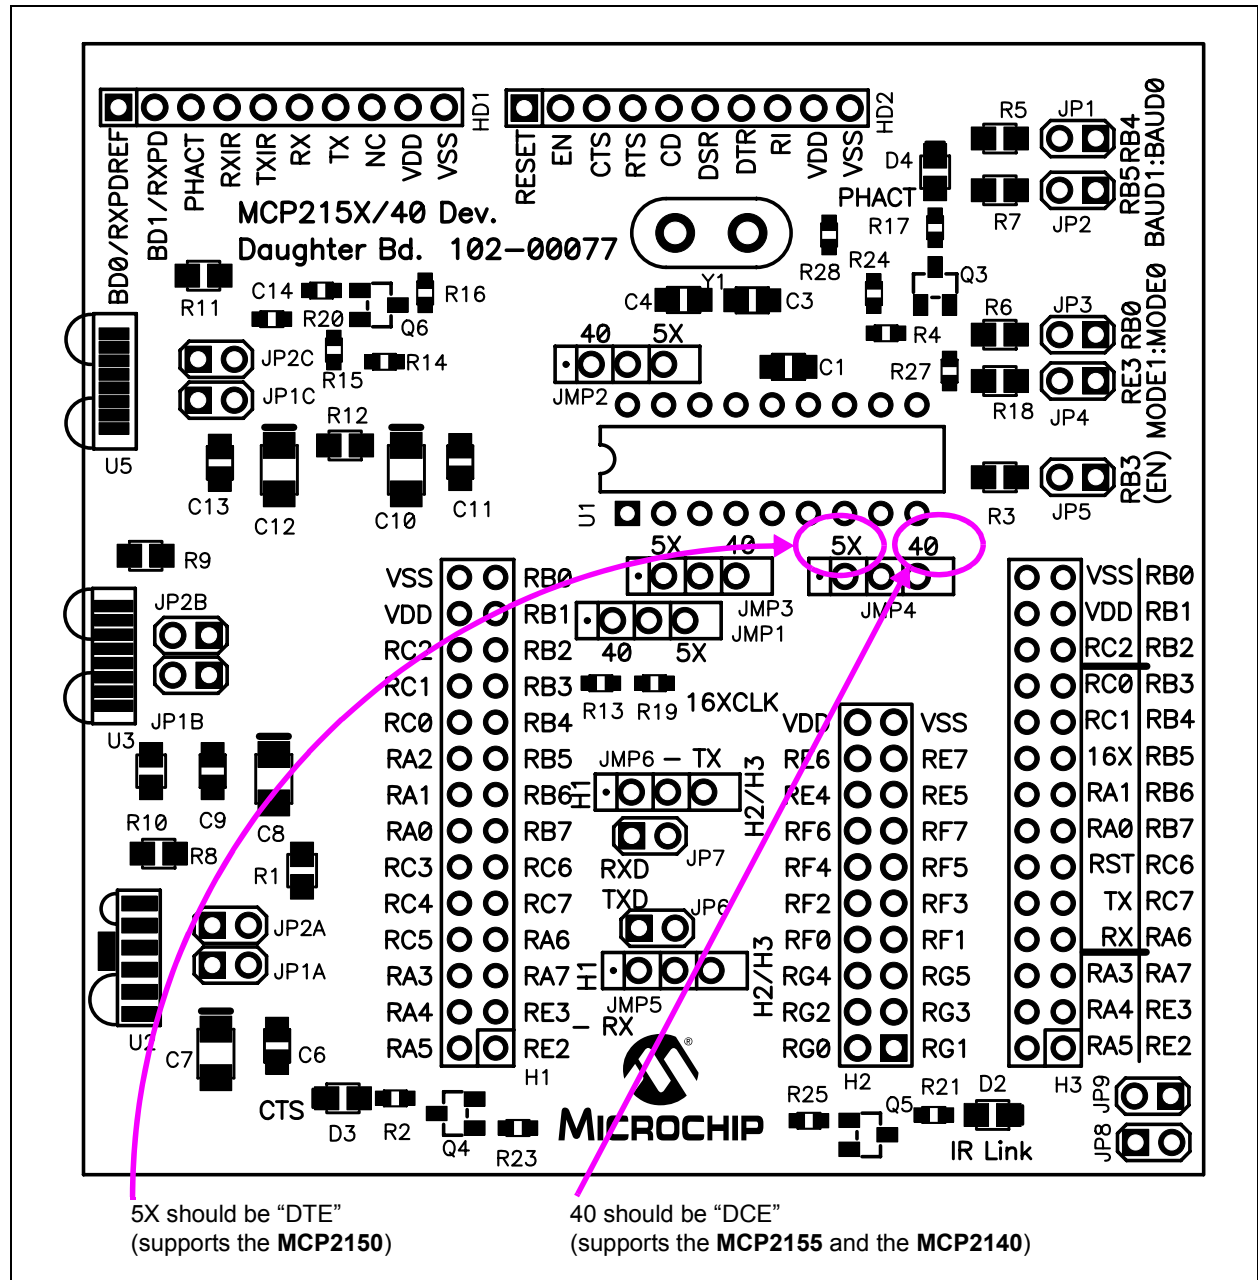 HD1
HD2
BD0/RXPDREF
BD1/RXPD
PHACT
RXIR
TXIR
RX
TX
NC
VDD
VSS
RESET
EN
CTS
RTS
CD
DSR
DTR
RI
VDD
VSS
R5
JP1
RB5RB4
BAUD1:BAUD0
D4
PHACT
R7
JP2
MCP215X/40 Dev.
Daughter Bd. 102-00077
R17
R28
R24
Q3
Y1
R11
C14
R16
R20
Q6
C4
C3
R6
JP3
RE3 RB0
(EN) MODE1:MODE0
R4
JP2C
R15
R14
40 5X
JMP2
C1
R27
R18
JP4
JP1C
R12
U5
C13
C12
C10
C11
U1
R3
JP5
RB3
5X 40
5X 40
R9
JMP3
JMP4
JMP1
40 5X
VSS RB0
VDD RB1
RC2 RB2
RC1 RB3
RC0 RB4
RA2 RB5
RA1 RB6
RA0 RB7
RC3 RC6
RC4 RC7
RC5 RA6
RA3 RA7
RA4 RE3
RA5 RE2
H1
VSS RB0
VDD RB1
RC2 RB2
RC0 RB3
RC1 RB4
16X RB5
RA1 RB6
RA0 RB7
RST RC6
TX RC7
RX RA6
RA3 RA7
RA4 RE3
RA5 RE2
H3
JP2B
JP1B
U3
R13
R19
16XCLK
VDD VSS
RE6 RE7
RE4 RE5
RF6 RF7
RF4 RF5
RF2 RF3
RF0 RF1
RG4 RG5
RG2 RG3
RG0 RG1
H2
JMP6 – TX
H1
H2/H3
JP7
RXD
TXD
JP6
H1
H2/H3
JMP5
– RX
R10
C9
C8
R8
R1
JP2A
JP1A
U2
C7
C6
CTS
D3
R2
Q4
R23
MICROCHIP
®
R25
Q5
R21
D2
IR Link
JP9
JP8
5X should be “DTE”
(supports the MCP2150)
40 should be “DCE”
(supports the MCP2155 and the MCP2140)